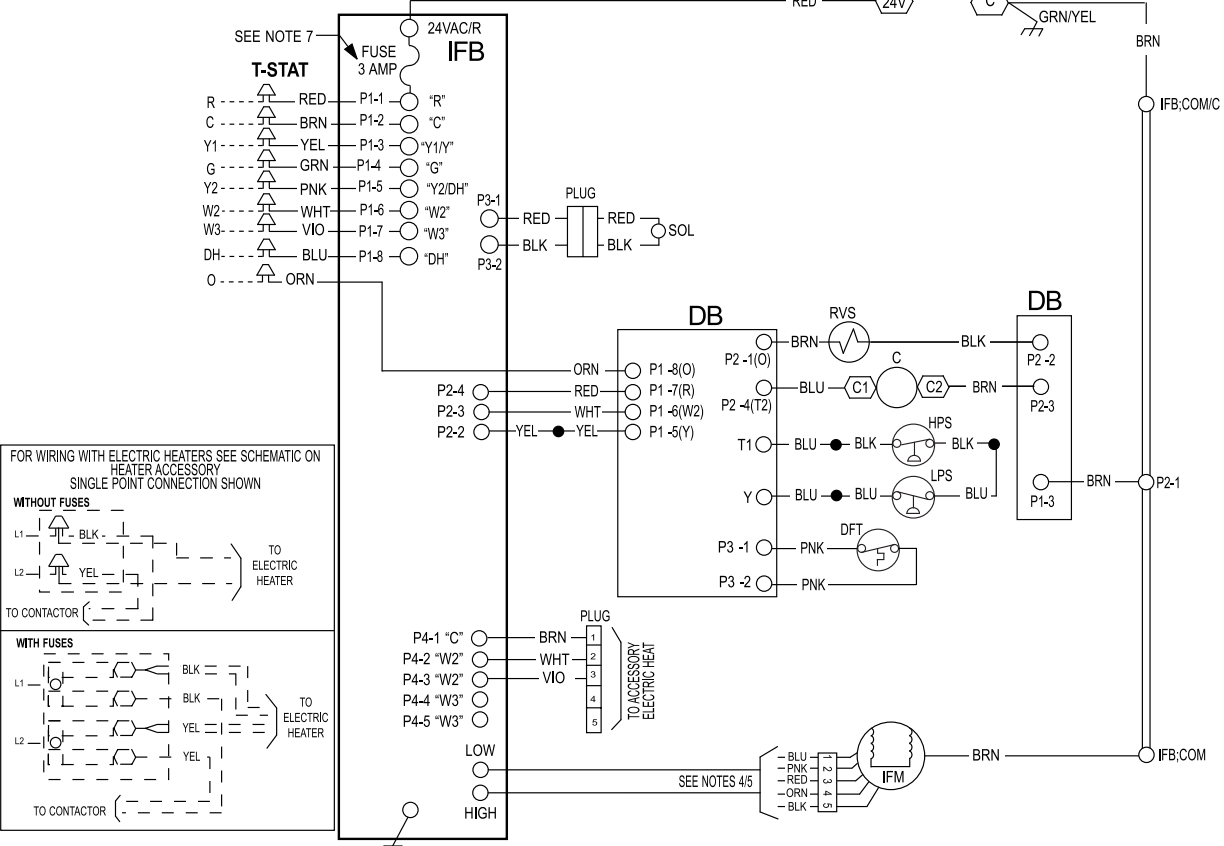 RED
24V
C
GRN/YEL
BRN
SEE NOTE 7
24VAC/R
IFB
FUSE
3 AMP
T-STAT
R RED P1-1 "R"
C BRN P1-2 "C"
Y1 YEL P1-3 "Y1/Y"
G GRN P1-4 "G"
Y2 PNK P1-5 "Y2/DH"
W2 WHT P1-6 "W2"
W3 VIO P1-7 "W3"
DH BLU P1-8 "DH"
O ORN
IFB;COM/C
P3-1 RED PLUG RED
SOL
P3-2 BLK BLK
DB
DB
RVS
P2 -1(O) BRN BLK P2 -2
C
P2 -4(T2) BLU C1 C2 BRN P2-3
ORN P1 -8(O)
P2-4 RED P1 -7(R)
P2-3 WHT P1 -6(W2)
P2-2 YEL YEL P1 -5(Y)
HPS
T1 BLU BLK BLK
LPS
Y BLU BLU BLU
P1-3 BRN P2-1
DFT
P3 -1 PNK
P3 -2 PNK
FOR WIRING WITH ELECTRIC HEATERS SEE SCHEMATIC ON
HEATER ACCESSORY
SINGLE POINT CONNECTION SHOWN
WITHOUT FUSES
L1 BLK
L2 YEL
TO
ELECTRIC
HEATER
TO CONTACTOR
WITH FUSES
L1 BLK
BLK
L2 YEL
YEL
TO
ELECTRIC
HEATER
TO CONTACTOR
PLUG
P4-1 "C" BRN 1
P4-2 "W2" WHT 2
P4-3 "W2" VIO 3
P4-4 "W3" 4
P4-5 "W3" 5
TO ACCESSORY
ELECTRIC HEAT
LOW
HIGH
SEE NOTES 4/5
BLU 1
PNK 2
RED 3
ORN 4
BLK 5
IFM
BRN
IFB;COM